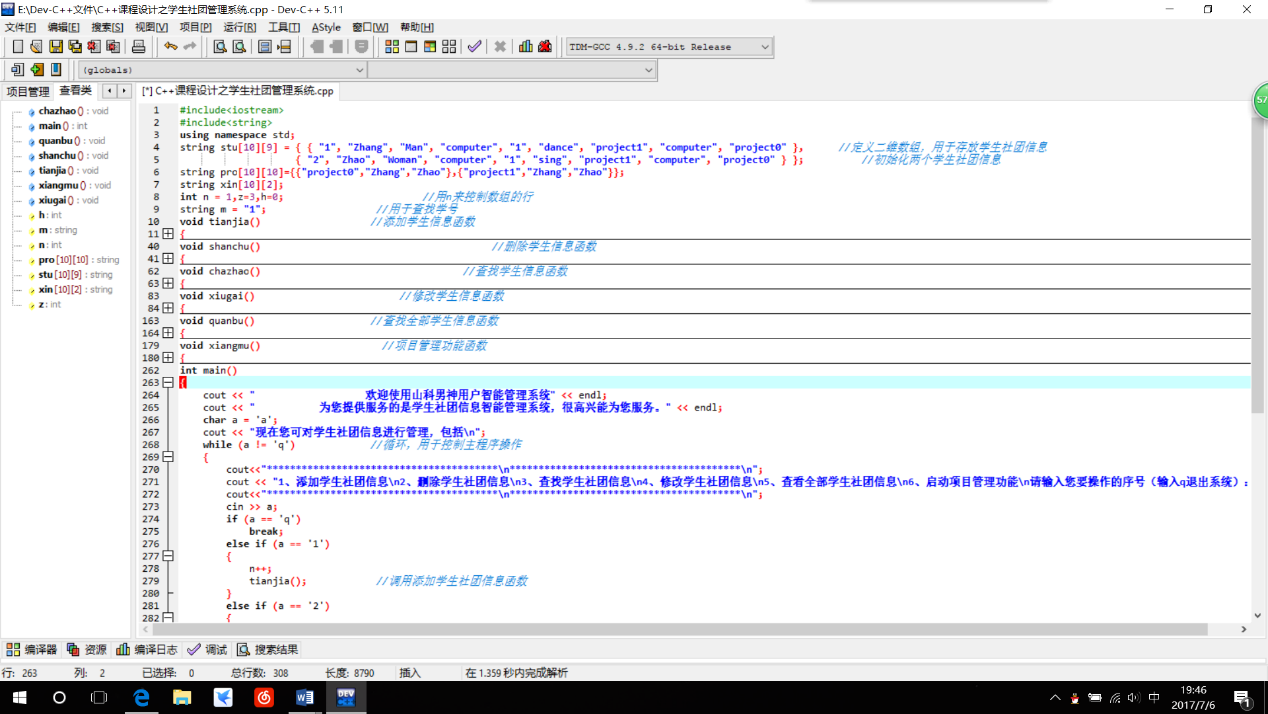 E:\Dev-C++文件\C++课程设计之学生社团管理系统.cpp - Dev-C++ 5.11
文件[F] 编辑[E] 搜索[S] 视图[V] 项目[P] 运行[R] 工具[T] AStyle 窗口[W] 帮助[H]
TDM-GCC 4.9.2 64-bit Release
(globals)
项目管理 查看类 [*] C++课程设计之学生社团管理系统.cpp
57
chazhao () : void
main () : int
quanbu () : void
shanchu () : void
tianjia () : void
xiangmu () : void
xiugai () : void
h : int
m : string
n : int
pro [10][10] : string
stu [10][9] : string
xin [10][2] : string
z : int
1 #include<iostream>
2 #include<string>
3 using namespace std;
4 string stu[10][9] = { { "1", "Zhang", "Man", "computer", "1", "dance", "project1", "computer", "project0" }, //定义二维数组，用于存放学生社团信息
5 { "2", "Zhao", "Woman", "computer", "1", "sing", "project1", "computer", "project0" } }; //初始化两个学生社团信息
6 string pro[10][10]={{"project0","Zhang","Zhao"},{"project1","Zhang","Zhao"}};
7 string xin[10][2];
8 int n = 1,z=3,h=0; //用n来控制数组的行
9 string m = "1"; //用于查找学号
10 void tianjia() //添加学生信息函数
11 {
40 void shanchu() //删除学生信息函数
41 {
62 void chazhao() //查找学生信息函数
63 {
83 void xiugai() //修改学生信息函数
84 {
163 void quanbu() //查找全部学生信息函数
164 {
179 void xiangmu() //项目管理功能函数
180 {
262 int main()
263 {
264 cout << " 欢迎使用山科男神用户智能管理系统" << endl;
265 cout << " 为您提供服务的是学生社团信息智能管理系统，很高兴能为您服务。" << endl;
266 char a = 'a';
267 cout << "现在您可对学生社团信息进行管理，包括\n";
268 while (a != 'q') //循环，用于控制主程序操作
269 {
270 cout<<"****************************************\n****************************************\n";
271 cout << "1、添加学生社团信息\n2、删除学生社团信息\n3、查找学生社团信息\n4、修改学生社团信息\n5、查看全部学生社团信息\n6、启动项目管理功能\n请输入您要操作的序号（输入q退出系统）：
272 cout<<"****************************************\n****************************************\n";
273 cin >> a;
274 if (a == 'q')
275 break;
276 else if (a == '1')
277 {
278 n++;
279 tianjia(); //调用添加学生社团信息函数
280 }
281 else if (a == '2')
282 {
编译器 资源 编译日志 调试 搜索结果
行: 263 列: 2 已选择: 0 总行数: 308 长度: 8790 插入 在 1.359 秒内完成解析
W DEV 中 19:46
2017/7/6 1